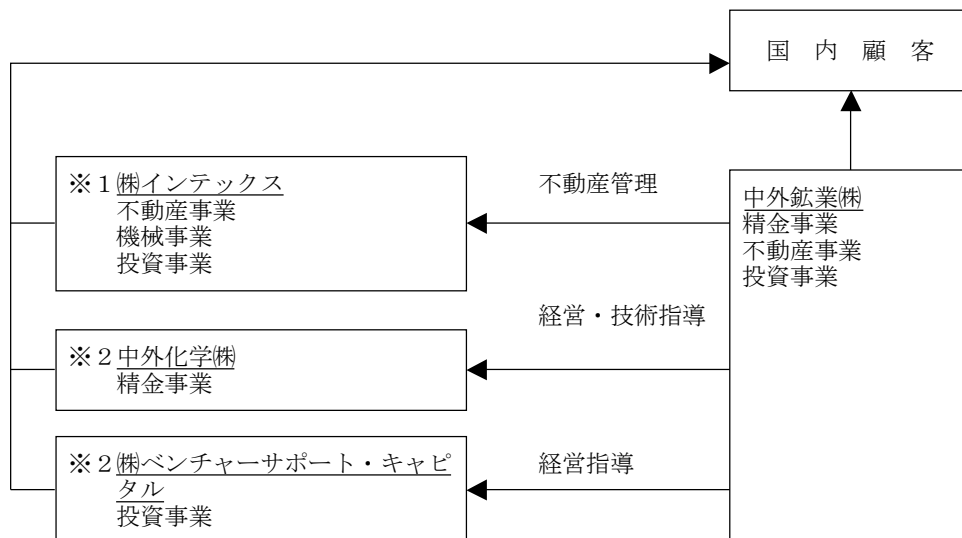 国内顧客
※1㈱インテックス
不動産事業
機械事業
投資事業
不動産管理
中外鉱業㈱
精金事業
不動産事業
投資事業
経営・技術指導
※2中外化学㈱
精金事業
※2㈱ベンチャーサポート・キャピ
タル
投資事業
経営指導